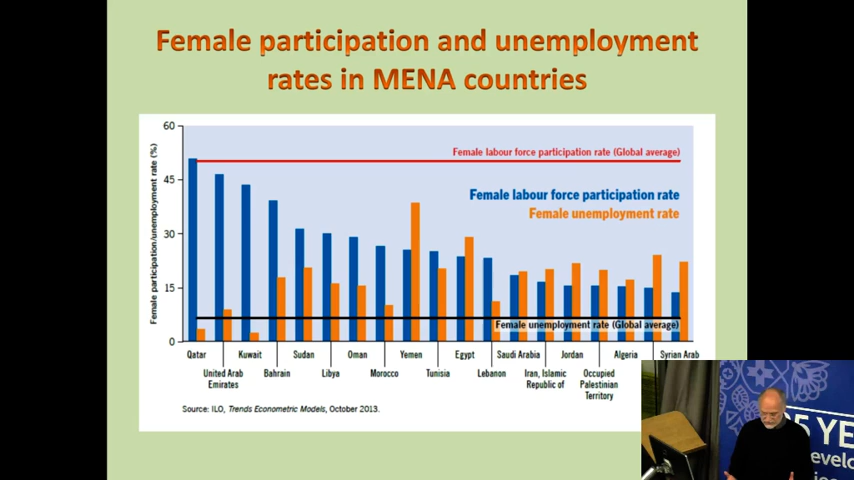 Female participation and unemployment
rates in MENA countries
Female participation/unemployment rate (%)
60
45
30
15
0
Female labour force participation rate (Global average)
Female labour force participation rate
Female unemployment rate
Female unemployment rate (Global average)
Qatar
United Arab
Emirates
Kuwait
Bahrain
Sudan
Libya
Oman
Morocco
Yemen
Tunisia
Egypt
Lebanon
Saudi Arabia
Iran, Islamic
Republic of
Jordan
Occupied
Palestinian
Territory
Algeria
Syrian Arab
Source: ILO, Trends Econometric Models, October 2013.
5 YE
evelo